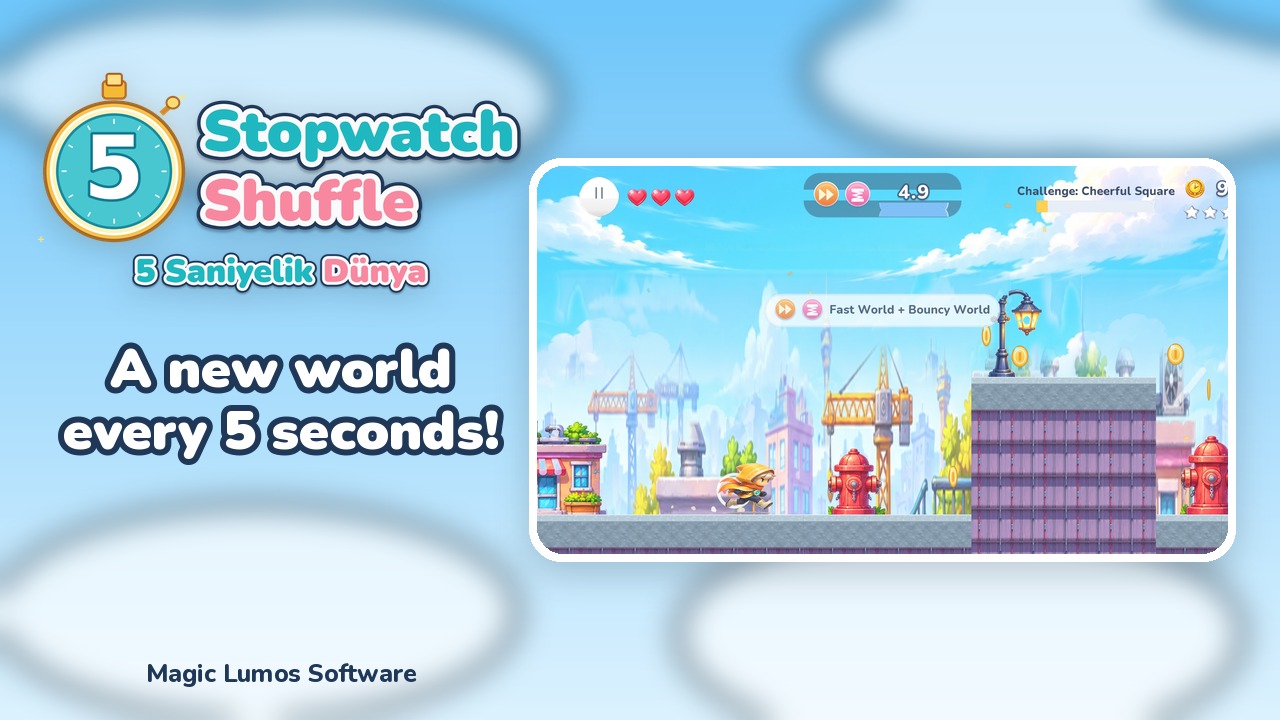 5
Stopwatch
Shuffle
5 Saniyelik Dünya
A new world
every 5 seconds!
Magic Lumos Software
4.9
Challenge: Cheerful Square
9
Fast World + Bouncy World